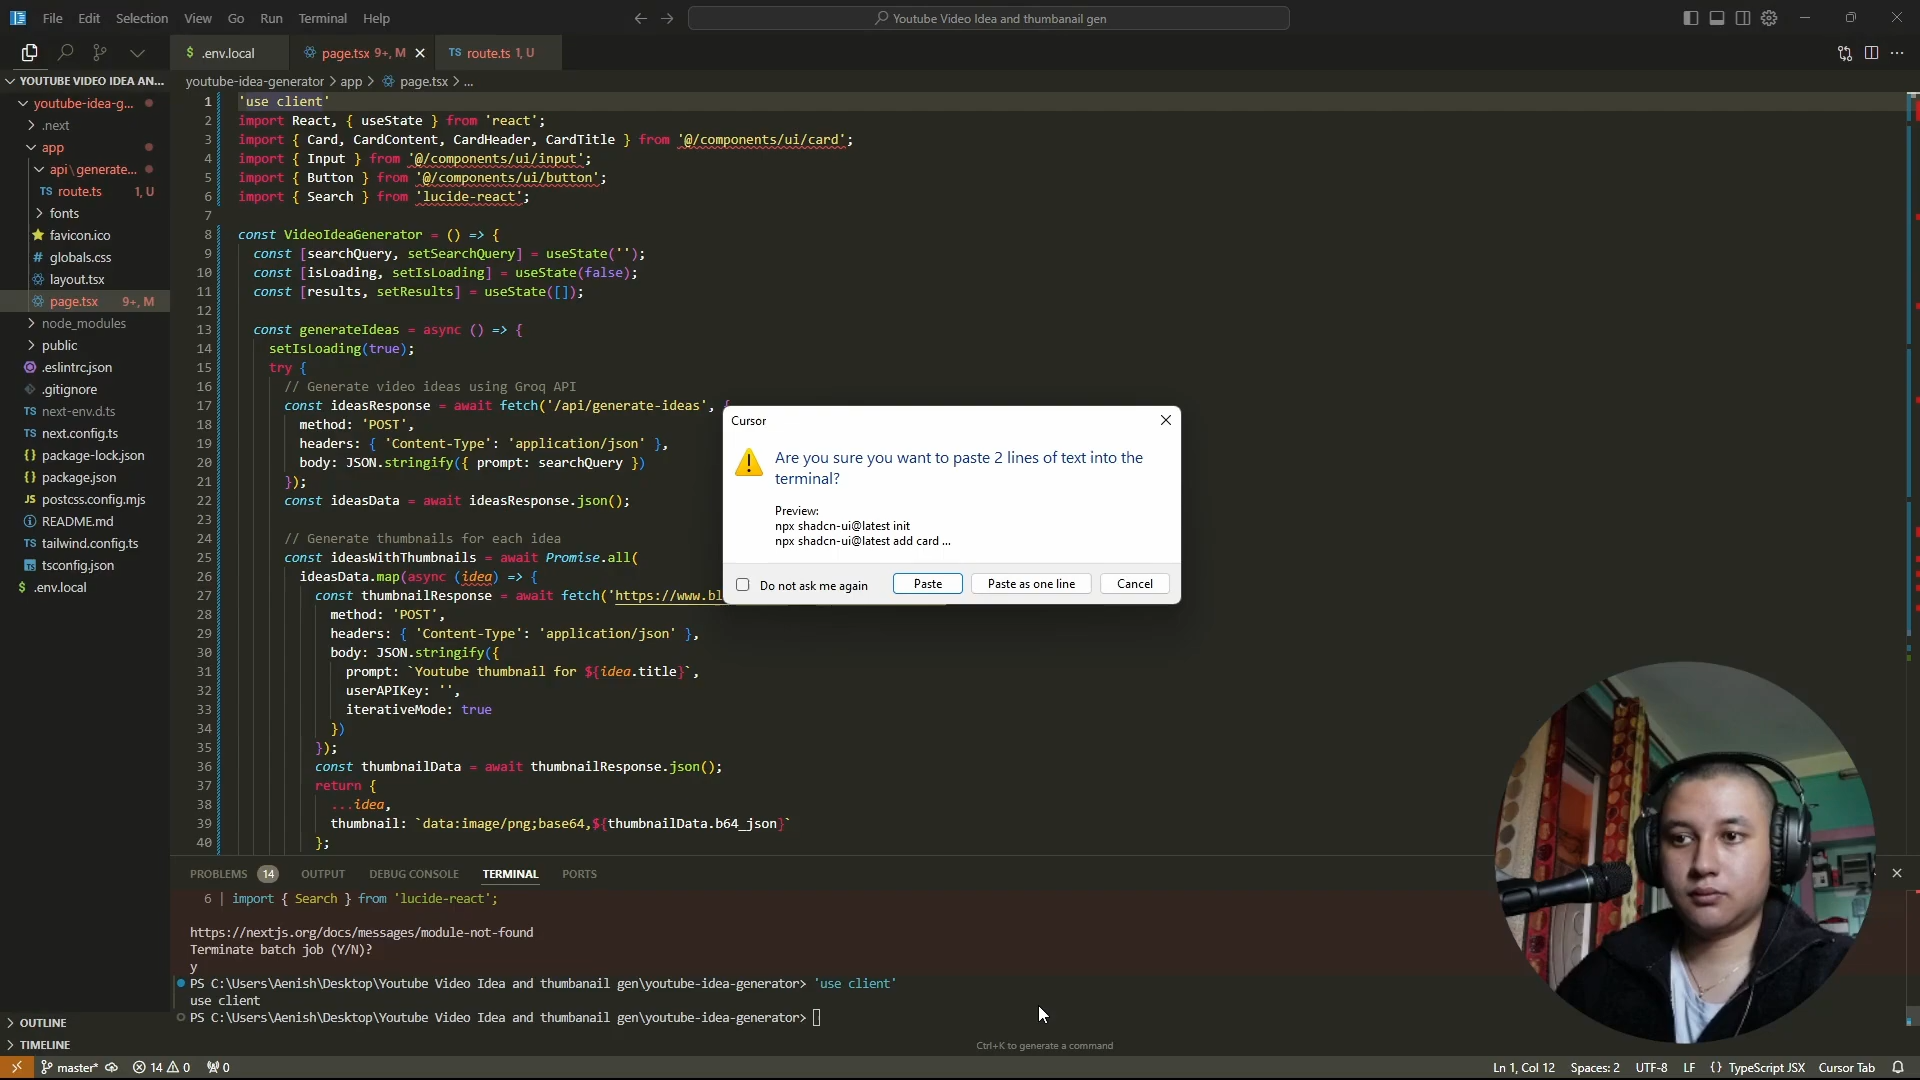 File Edit Selection View Go Run Terminal Help
Youtube Video Idea and thumbanail gen
$ .env.local
page.tsx 9+, M
TS route.ts 1, U
YOUTUBE VIDEO IDEA AN...
youtube-idea-generator > app > page.tsx > ...
youtube-idea-g...
.next
app
api\generate...
TS route.ts 1, U
fonts
favicon.ico
# globals.css
layout.tsx
page.tsx 9+, M
node_modules
public
.eslintrc.json
.gitignore
TS next-env.d.ts
TS next.config.ts
{} package-lock.json
{} package.json
JS postcss.config.mjs
README.md
TS tailwind.config.ts
tsconfig.json
$ .env.local
OUTLINE
TIMELINE
1 'use client'
2 import React, { useState } from 'react';
3 import { Card, CardContent, CardHeader, CardTitle } from '@/components/ui/card';
4 import { Input } from '@/components/ui/input';
5 import { Button } from '@/components/ui/button';
6 import { Search } from 'lucide-react';
7
8 const VideoIdeaGenerator = () => {
9 const [searchQuery, setSearchQuery] = useState('');
10 const [isLoading, setIsLoading] = useState(false);
11 const [results, setResults] = useState([]);
12
13 const generateIdeas = async () => {
14 setIsLoading(true);
15 try {
16 // Generate video ideas using Groq API
17 const ideasResponse = await fetch('/api/generate-ideas', {
18 method: 'POST',
19 headers: { 'Content-Type': 'application/json' },
20 body: JSON.stringify({ prompt: searchQuery })
21 });
22 const ideasData = await ideasResponse.json();
23
24 // Generate thumbnails for each idea
25 const ideasWithThumbnails = await Promise.all(
26 ideasData.map(async (idea) => {
27 const thumbnailResponse = await fetch('https://www.bl
28 method: 'POST',
29 headers: { 'Content-Type': 'application/json' },
30 body: JSON.stringify({
31 prompt: `Youtube thumbnail for ${idea.title}`,
32 userAPIKey: '',
33 iterativeMode: true
34 })
35 });
36 const thumbnailData = await thumbnailResponse.json();
37 return {
38 ...idea,
39 thumbnail: `data:image/png;base64,${thumbnailData.b64_json}`
40 };
Cursor
Are you sure you want to paste 2 lines of text into the
terminal?
Preview:
npx shadcn-ui@latest init
npx shadcn-ui@latest add card ...
Do not ask me again
Paste
Paste as one line
Cancel
PROBLEMS 14 OUTPUT DEBUG CONSOLE TERMINAL PORTS
6 | import { Search } from 'lucide-react';
https://nextjs.org/docs/messages/module-not-found
Terminate batch job (Y/N)?
y
PS C:\Users\Aenish\Desktop\Youtube Video Idea and thumbanail gen\youtube-idea-generator> 'use client'
use client
PS C:\Users\Aenish\Desktop\Youtube Video Idea and thumbanail gen\youtube-idea-generator>
Ctrl+K to generate a command
master* 14 0 0
Ln 1, Col 12 Spaces: 2 UTF-8 LF {} TypeScript JSX Cursor Tab